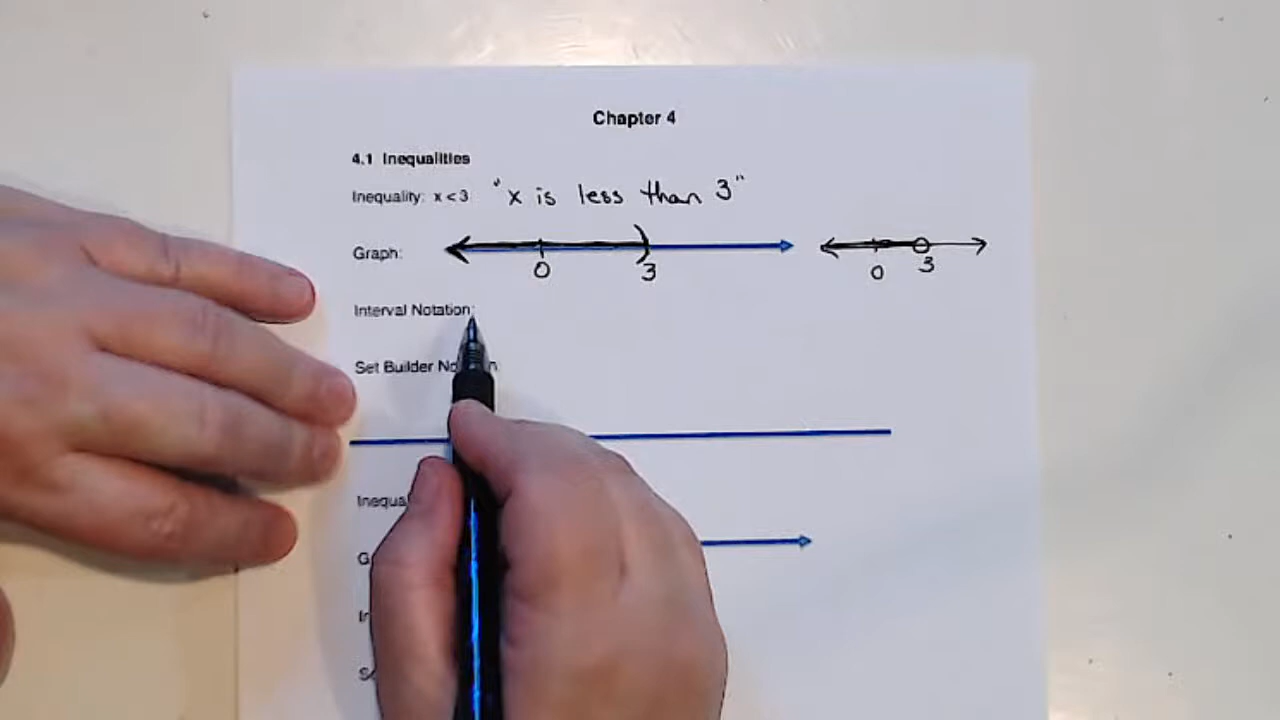 Chapter 4
4.1 Inequalities
Inequality: x < 3 "x is less than 3"
Graph: 0 3 0 3
Interval Notation:
Set Builder